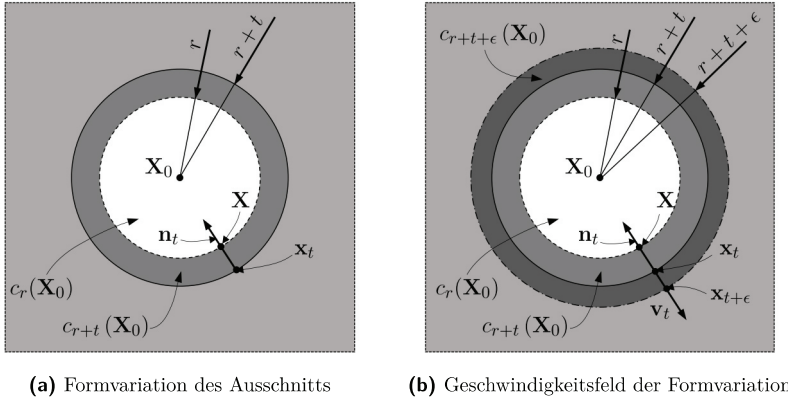 r
r + t
X₀
X
nₜ
xₜ
cᵣ(X₀)
cᵣ₊ₜ(X₀)
(a) Formvariation des Ausschnitts
cᵣ₊ₜ₊ϵ(X₀)
r
r + t
r + t + ϵ
X₀
X
nₜ
xₜ
xₜ₊ϵ
vₜ
cᵣ(X₀)
cᵣ₊ₜ(X₀)
(b) Geschwindigkeitsfeld der Formvariation